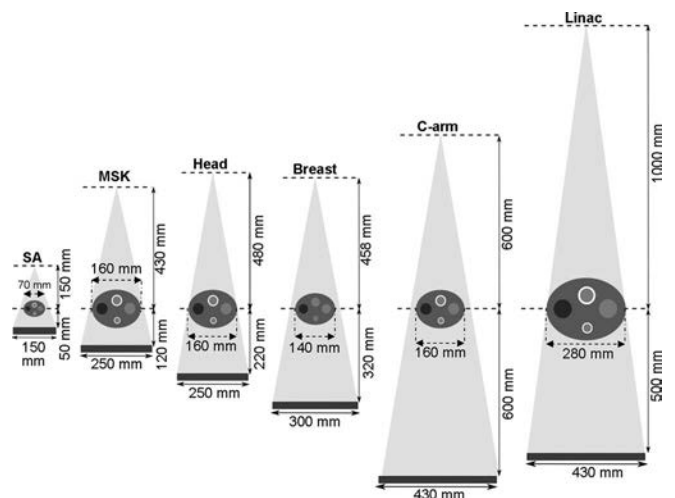 SA
70 mm
150 mm
50 mm
150
mm
MSK
160 mm
430 mm
120 mm
250 mm
Head
480 mm
160 mm
220 mm
250 mm
Breast
458 mm
140 mm
320 mm
300 mm
C-arm
600 mm
160 mm
600 mm
430 mm
Linac
1000 mm
280 mm
500 mm
430 mm